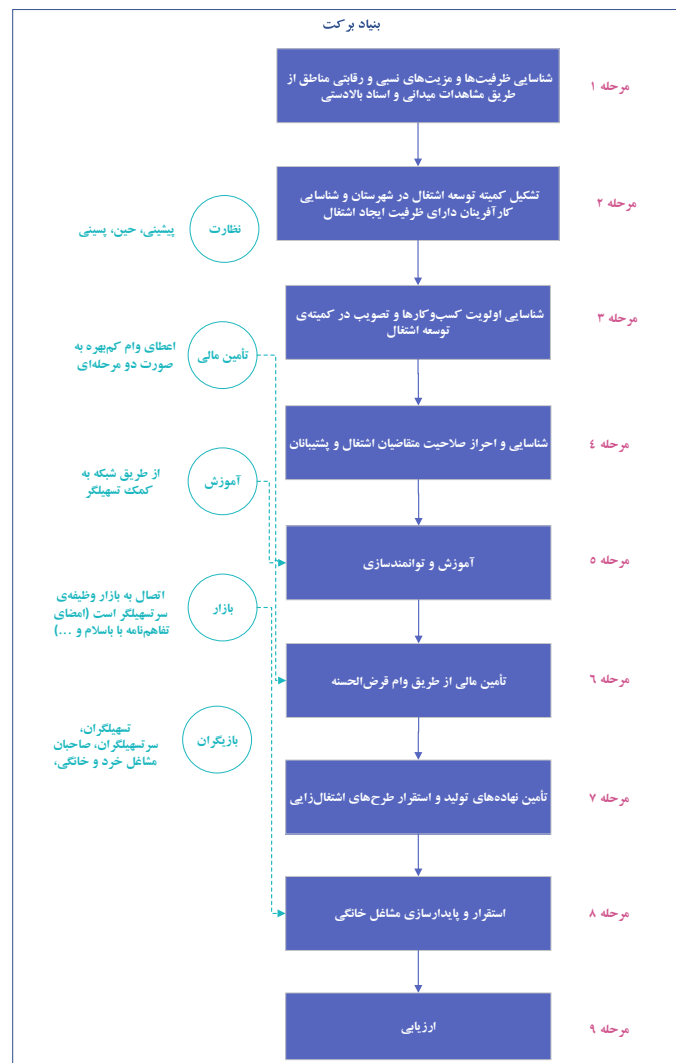 بنیاد برکت
مرحله ۱
شناسایی ظرفیت‌ها و مزیت‌های نسبی و رقابتی مناطق از
طریق مشاهدات میدانی و اسناد بالادستی
مرحله ۲
تشکیل کمیته توسعه اشتغال در شهرستان و شناسایی
کارآفرینان دارای ظرفیت ایجاد اشتغال
نظارت
پیشینی، حین، پسینی
مرحله ۳
شناسایی اولویت کسب‌وکارها و تصویب در کمیته‌ی
توسعه اشتغال
تأمین مالی
اعطای وام کم‌بهره به
صورت دو مرحله‌ای
مرحله ٤
شناسایی و احراز صلاحیت متقاضیان اشتغال و پشتیبانان
آموزش
از طریق شبکه به
کمک تسهیلگر
مرحله ٥
آموزش و توانمندسازی
بازار
اتصال به بازار وظیفه‌ی
سرتسهیلگر است (امضای
تفاهم‌نامه با باسلام و ...)
مرحله ٦
تأمین مالی از طریق وام قرض‌الحسنه
بازیگران
تسهیلگران،
سرتسهیلگران، صاحبان
مشاغل خرد و خانگی،
مرحله ۷
تأمین نهاده‌های تولید و استقرار طرح‌های اشتغال‌زایی
مرحله ۸
استقرار و پایدارسازی مشاغل خانگی
مرحله ۹
ارزیابی